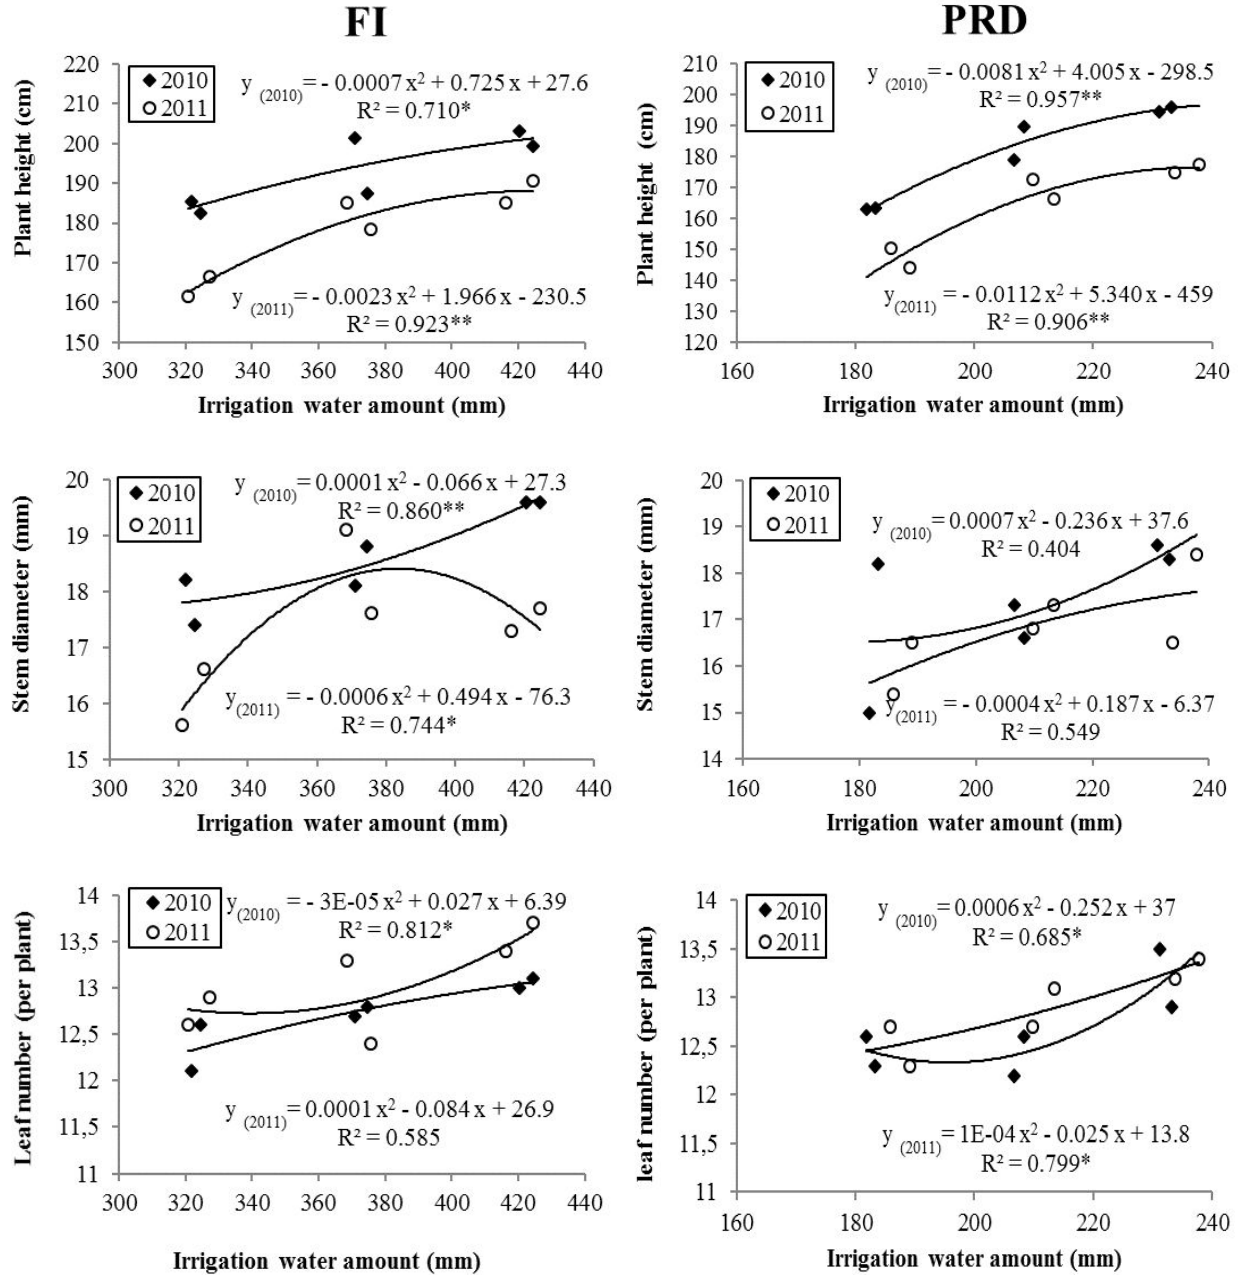 FI
PRD
220
210
200
190
180
170
160
150
300 320 340 360 380 400 420 440
Plant height (cm)
Irrigation water amount (mm)
2010
2011
y (2010)= - 0.0007 x² + 0.725 x + 27.6
R² = 0.710*
y (2011)= - 0.0023 x² + 1.966 x - 230.5
R² = 0.923**
210
200
190
180
170
160
150
140
130
120
160 180 200 220 240
Plant height (cm)
Irrigation water amount (mm)
2010
2011
y (2010)= - 0.0081 x² + 4.005 x - 298.5
R² = 0.957**
y(2011) = - 0.0112 x² + 5.340 x - 459
R² = 0.906**
20
19
18
17
16
15
300 320 340 360 380 400 420 440
Stem diameter (mm)
Irrigation water amount (mm)
2010
2011
y (2010)= 0.0001 x² - 0.066 x + 27.3
R² = 0.860**
y(2011) = - 0.0006 x² + 0.494 x - 76.3
R² = 0.744*
20
19
18
17
16
15
14
160 180 200 220 240
Stem diameter (mm)
Irrigation water amount (mm)
2010
2011
y (2010)= 0.0007 x² - 0.236 x + 37.6
R² = 0.404
y(2011) = - 0.0004 x² + 0.187 x - 6.37
R² = 0.549
14
13,5
13
12,5
12
11,5
11
300 320 340 360 380 400 420 440
Leaf number (per plant)
Irrigation water amount (mm)
2010
2011
y(2010) = - 3E-05 x² + 0.027 x + 6.39
R² = 0.812*
y (2011)= 0.0001 x² - 0.084 x + 26.9
R² = 0.585
14
13
12,5
12
11,5
11
160 180 200 220 240
leaf number (per plant)
Irrigation water amount (mm)
2010
2011
y (2010)= 0.0006 x² - 0.252 x + 37
R² = 0.685*
y (2011)= 1E-04 x² - 0.025 x + 13.8
R² = 0.799*